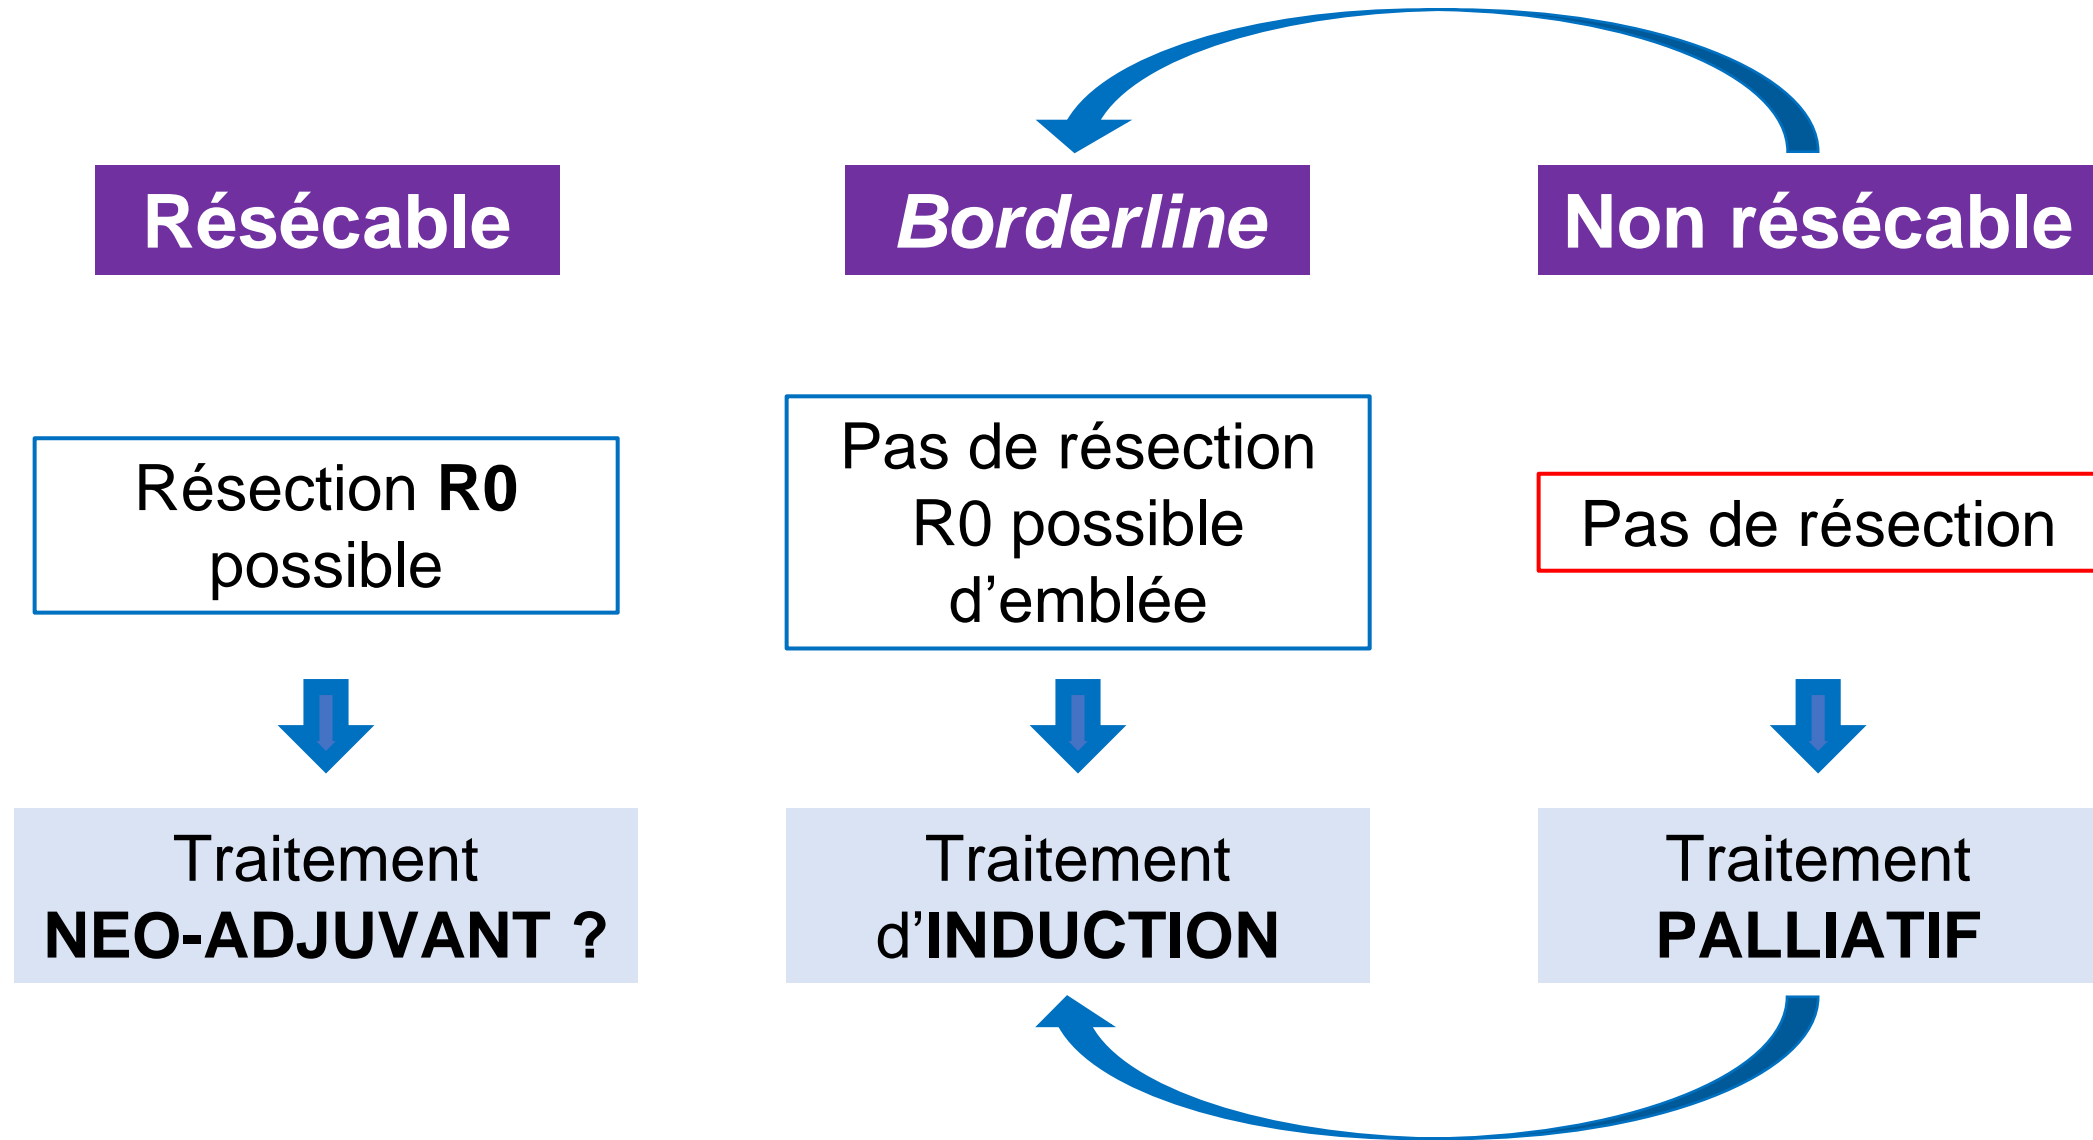 Résécable
Borderline
Non résécable
Résection R0
possible
Pas de résection
R0 possible
d’emblée
Pas de résection
Traitement
NEO-ADJUVANT ?
Traitement
d’INDUCTION
Traitement
PALLIATIF